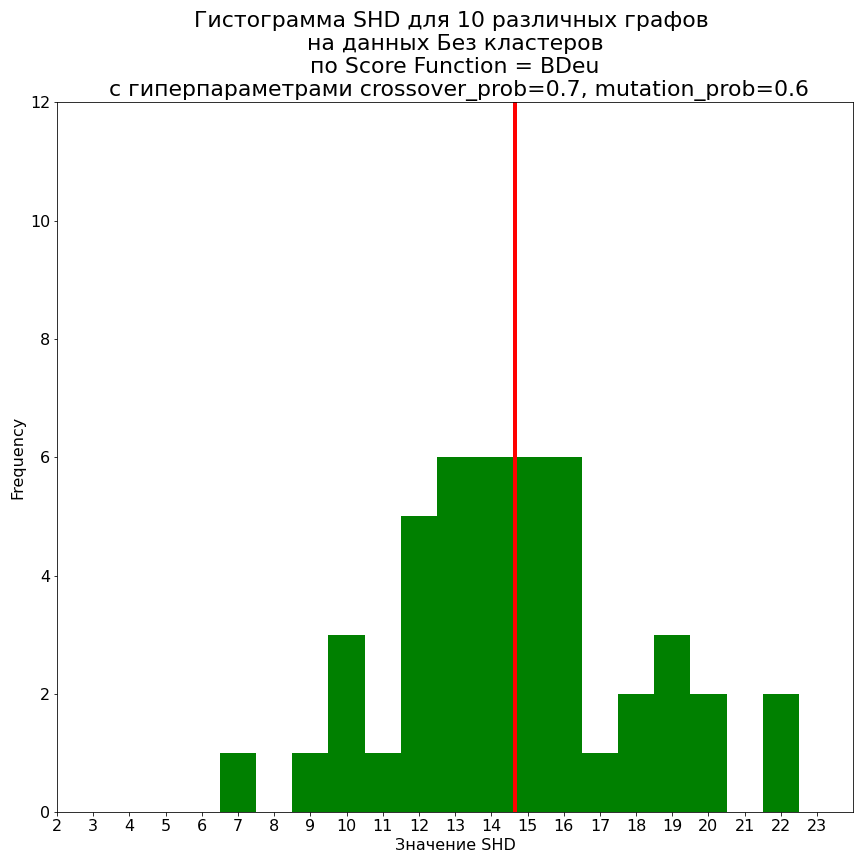 Гистограмма SHD для 10 различных графов
на данных Без кластеров
по Score Function = BDeu
с гиперпараметрами crossover_prob=0.7, mutation_prob=0.6
12
10
8
6
4
2
0
Frequency
2 3 4 5 6 7 8 9 10 11 12 13 14 15 16 17 18 19 20 21 22 23
Значение SHD